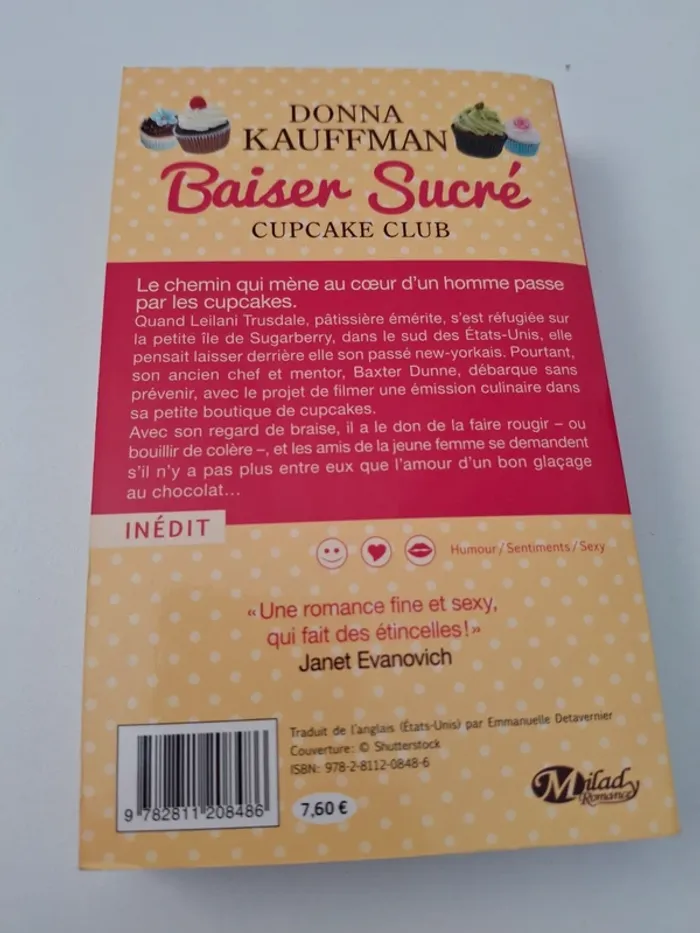 DONNA
KAUFFMAN
Baiser Sucré
CUPCAKE CLUB
Le chemin qui mène au cœur d'un homme passe
par les cupcakes.
Quand Leilani Trusdale, pâtissière émérite, s'est réfugiée sur
la petite île de Sugarberry, dans le sud des États-Unis, elle
pensait laisser derrière elle son passé new-yorkais. Pourtant,
son ancien chef et mentor, Baxter Dunne, débarque sans
prévenir, avec le projet de filmer une émission culinaire dans
sa petite boutique de cupcakes.
Avec son regard de braise, il a le don de la faire rougir – ou
bouillir de colère –, et les amis de la jeune femme se demandent
s'il n'y a pas plus entre eux que l'amour d'un bon glaçage
au chocolat…
INÉDIT
Humour / Sentiments / Sexy
« Une romance fine et sexy,
qui fait des étincelles ! »
Janet Evanovich
Traduit de l'anglais (États-Unis) par Emmanuelle Detavernier
Couverture : © Shutterstock
ISBN : 978-2-8112-0848-6
9 782811 208486
7,60 €
Milady
Romance